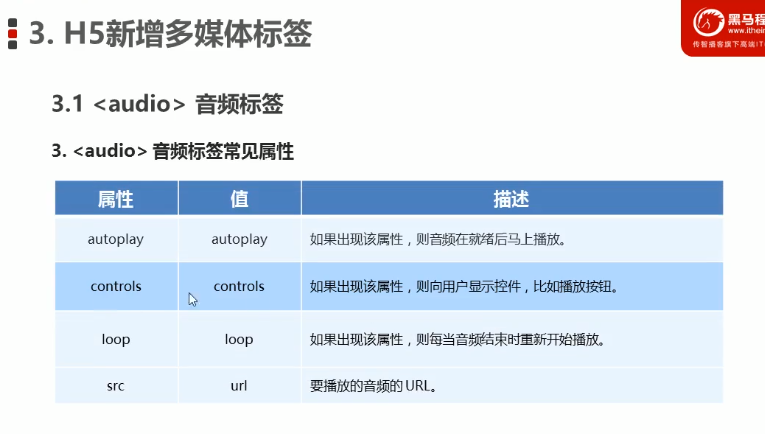 3. H5新增多媒体标签
黑马程
www.itheim
传智播客旗下高端IT
3.1 <audio> 音频标签
3. <audio> 音频标签常见属性
属性 值 描述
autoplay autoplay 如果出现该属性，则音频在就绪后马上播放。
controls controls 如果出现该属性，则向用户显示控件，比如播放按钮。
loop loop 如果出现该属性，则每当音频结束时重新开始播放。
src url 要播放的音频的 URL。